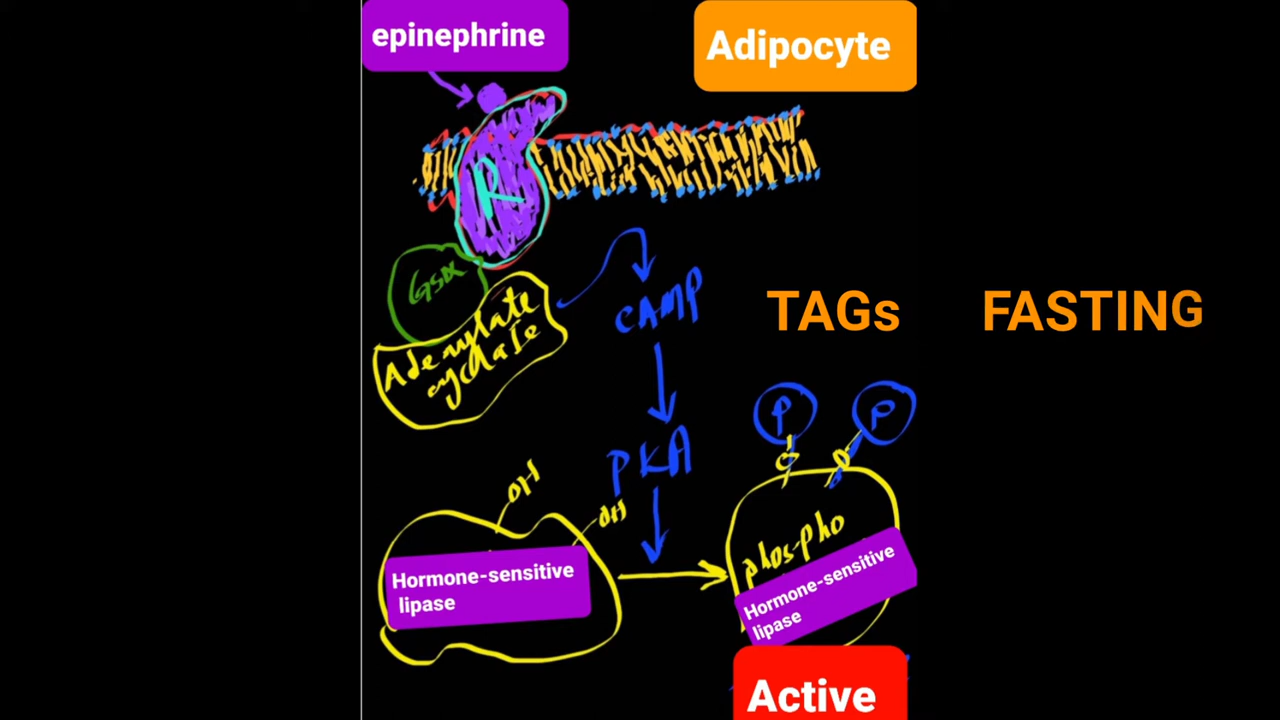 epinephrine
Adipocyte
R
Gsα
Adenylate
cyclase
cAMP
TAGs
FASTING
P
P
PKA
OH
OH
O
O
phospho
Hormone-sensitive
lipase
Hormone-sensitive
lipase
Active